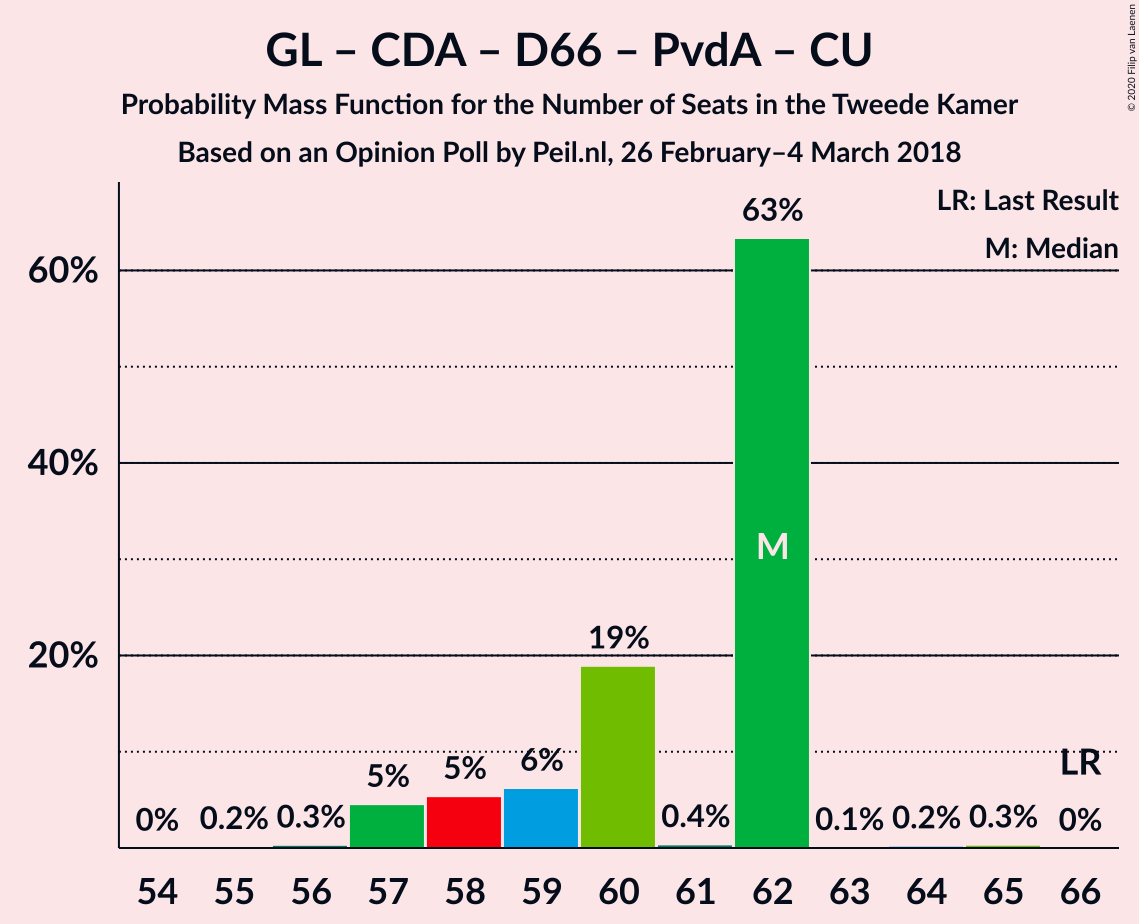 GL – CDA – D66 – PvdA – CU
Probability Mass Function for the Number of Seats in the Tweede Kamer
Based on an Opinion Poll by Peil.nl, 26 February–4 March 2018
© 2020 Filip van Laenen
LR: Last Result
M: Median
60%
40%
20%
0%
0.2%
0.3%
5%
5%
6%
19%
0.4%
63%
M
0.1%
0.2%
0.3%
0%
LR
54 55 56 57 58 59 60 61 62 63 64 65 66